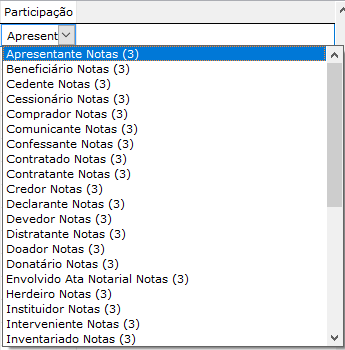 Participação
Apresent
Apresentante Notas (3)
Beneficiário Notas (3)
Cedente Notas (3)
Cessionário Notas (3)
Comprador Notas (3)
Comunicante Notas (3)
Confessante Notas (3)
Contratado Notas (3)
Contratante Notas (3)
Credor Notas (3)
Declarante Notas (3)
Devedor Notas (3)
Distratante Notas (3)
Doador Notas (3)
Donatário Notas (3)
Envolvido Ata Notarial Notas (3)
Herdeiro Notas (3)
Instituidor Notas (3)
Interveniente Notas (3)
Inventariado Notas (3)